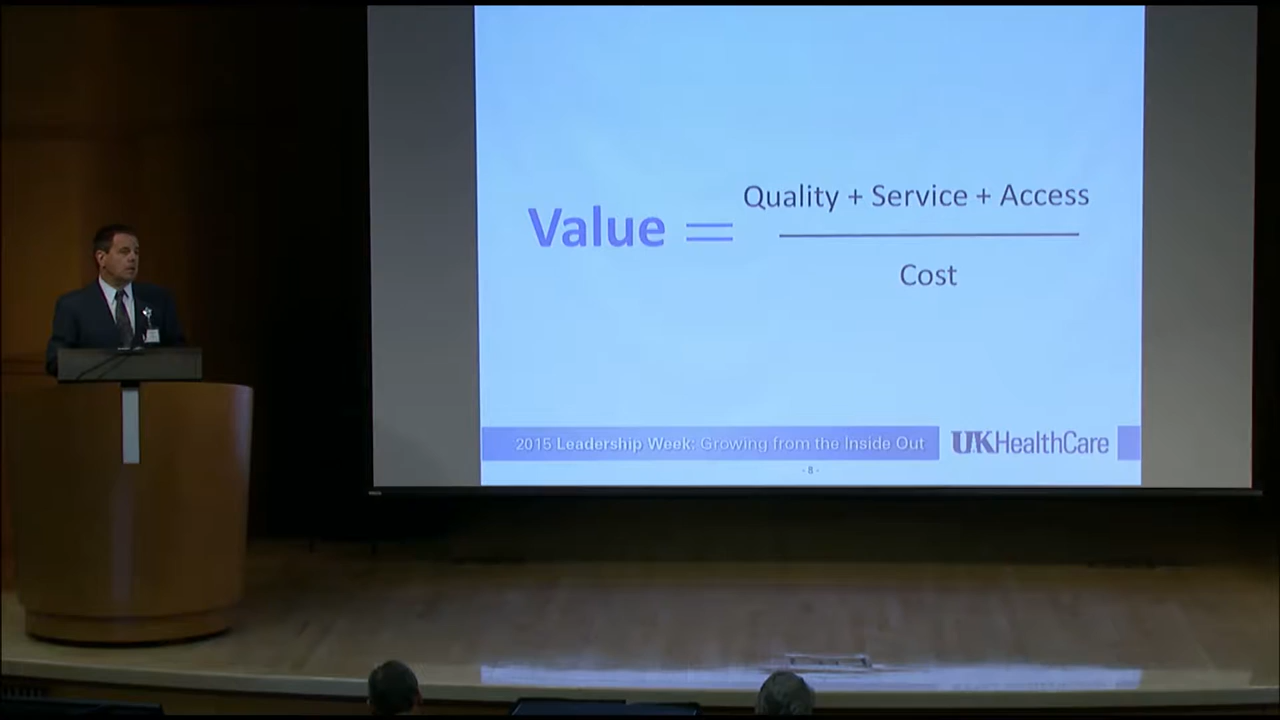 Quality + Service + Access
Value =
Cost
2015 Leadership Week: Growing from the Inside Out
UKHealthCare
- 8 -